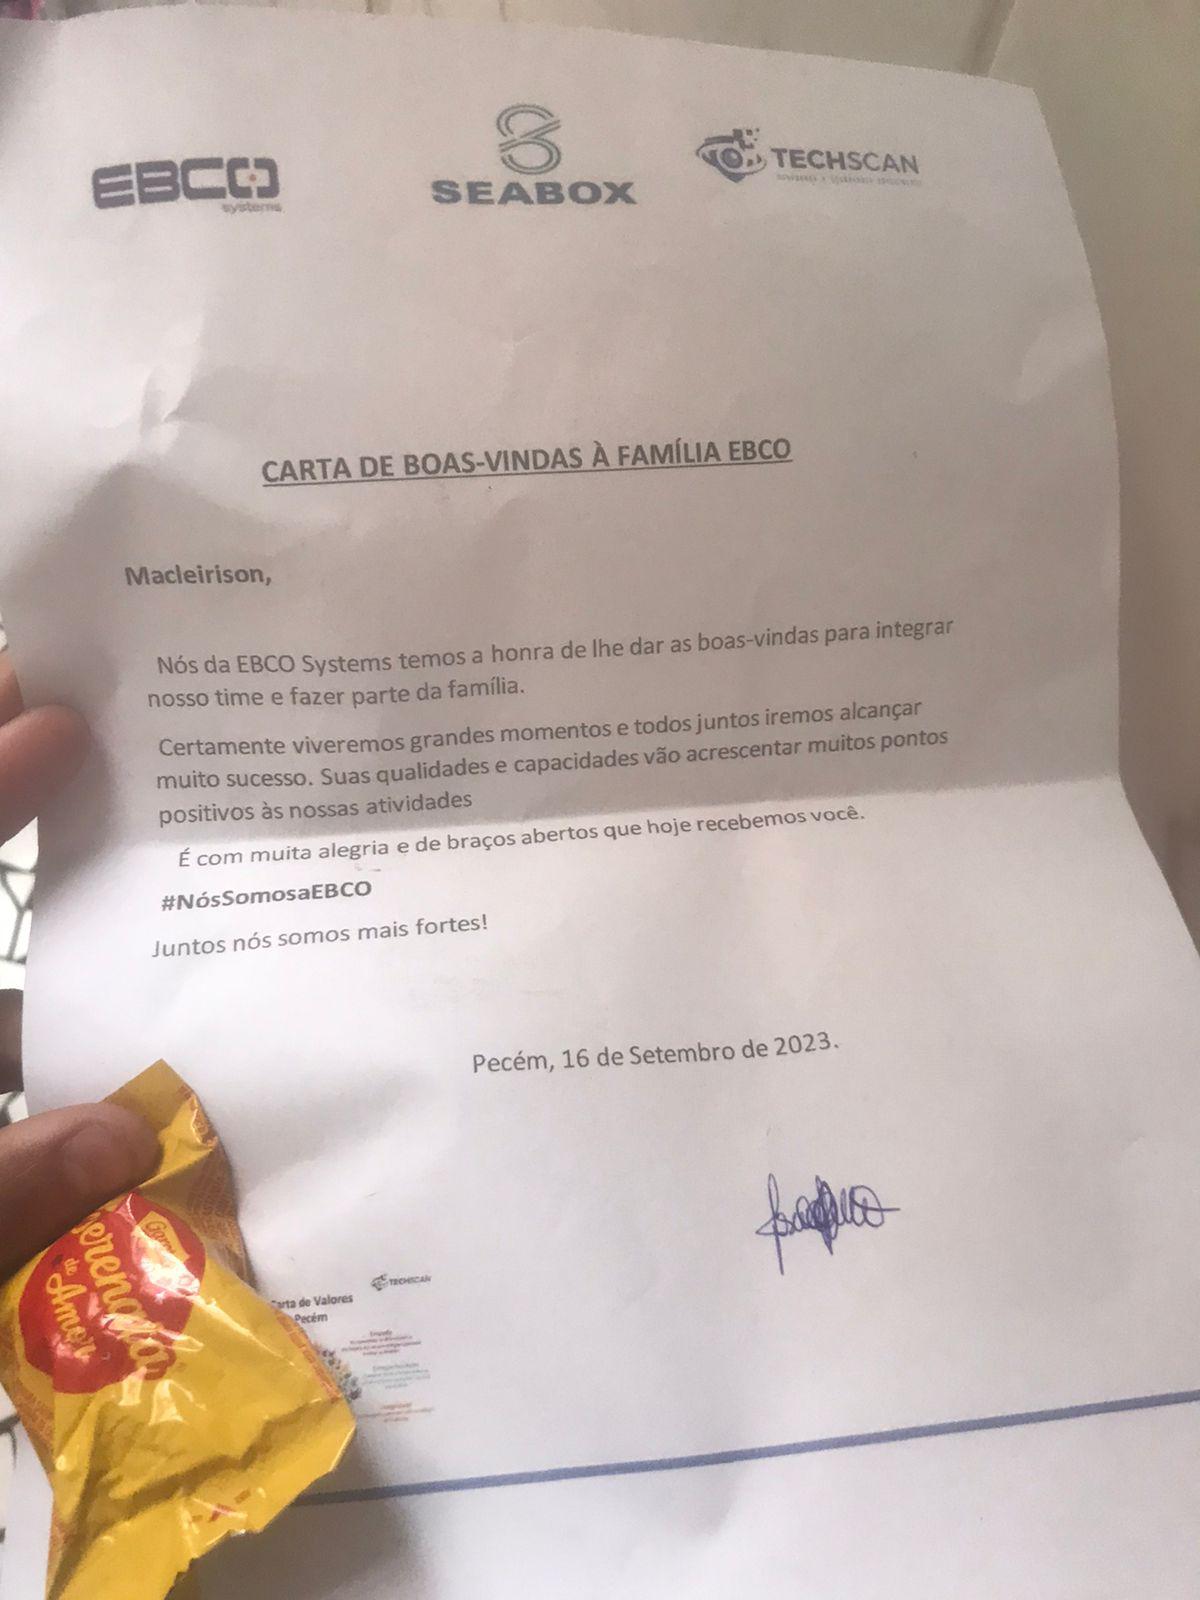 EBCO
systems
SEABOX
TECHSCAN
CARTA DE BOAS-VINDAS À FAMÍLIA EBCO
Macleirison,
Nós da EBCO Systems temos a honra de lhe dar as boas-vindas para integrar
nosso time e fazer parte da família.
Certamente viveremos grandes momentos e todos juntos iremos alcançar
muito sucesso. Suas qualidades e capacidades vão acrescentar muitos pontos
positivos às nossas atividades
É com muita alegria e de braços abertos que hoje recebemos você.
#NósSomosaEBCO
Juntos nós somos mais fortes!
Pecém, 16 de Setembro de 2023.
Serenata
de
Amor
TECHSCAN
de Valores
Pecém